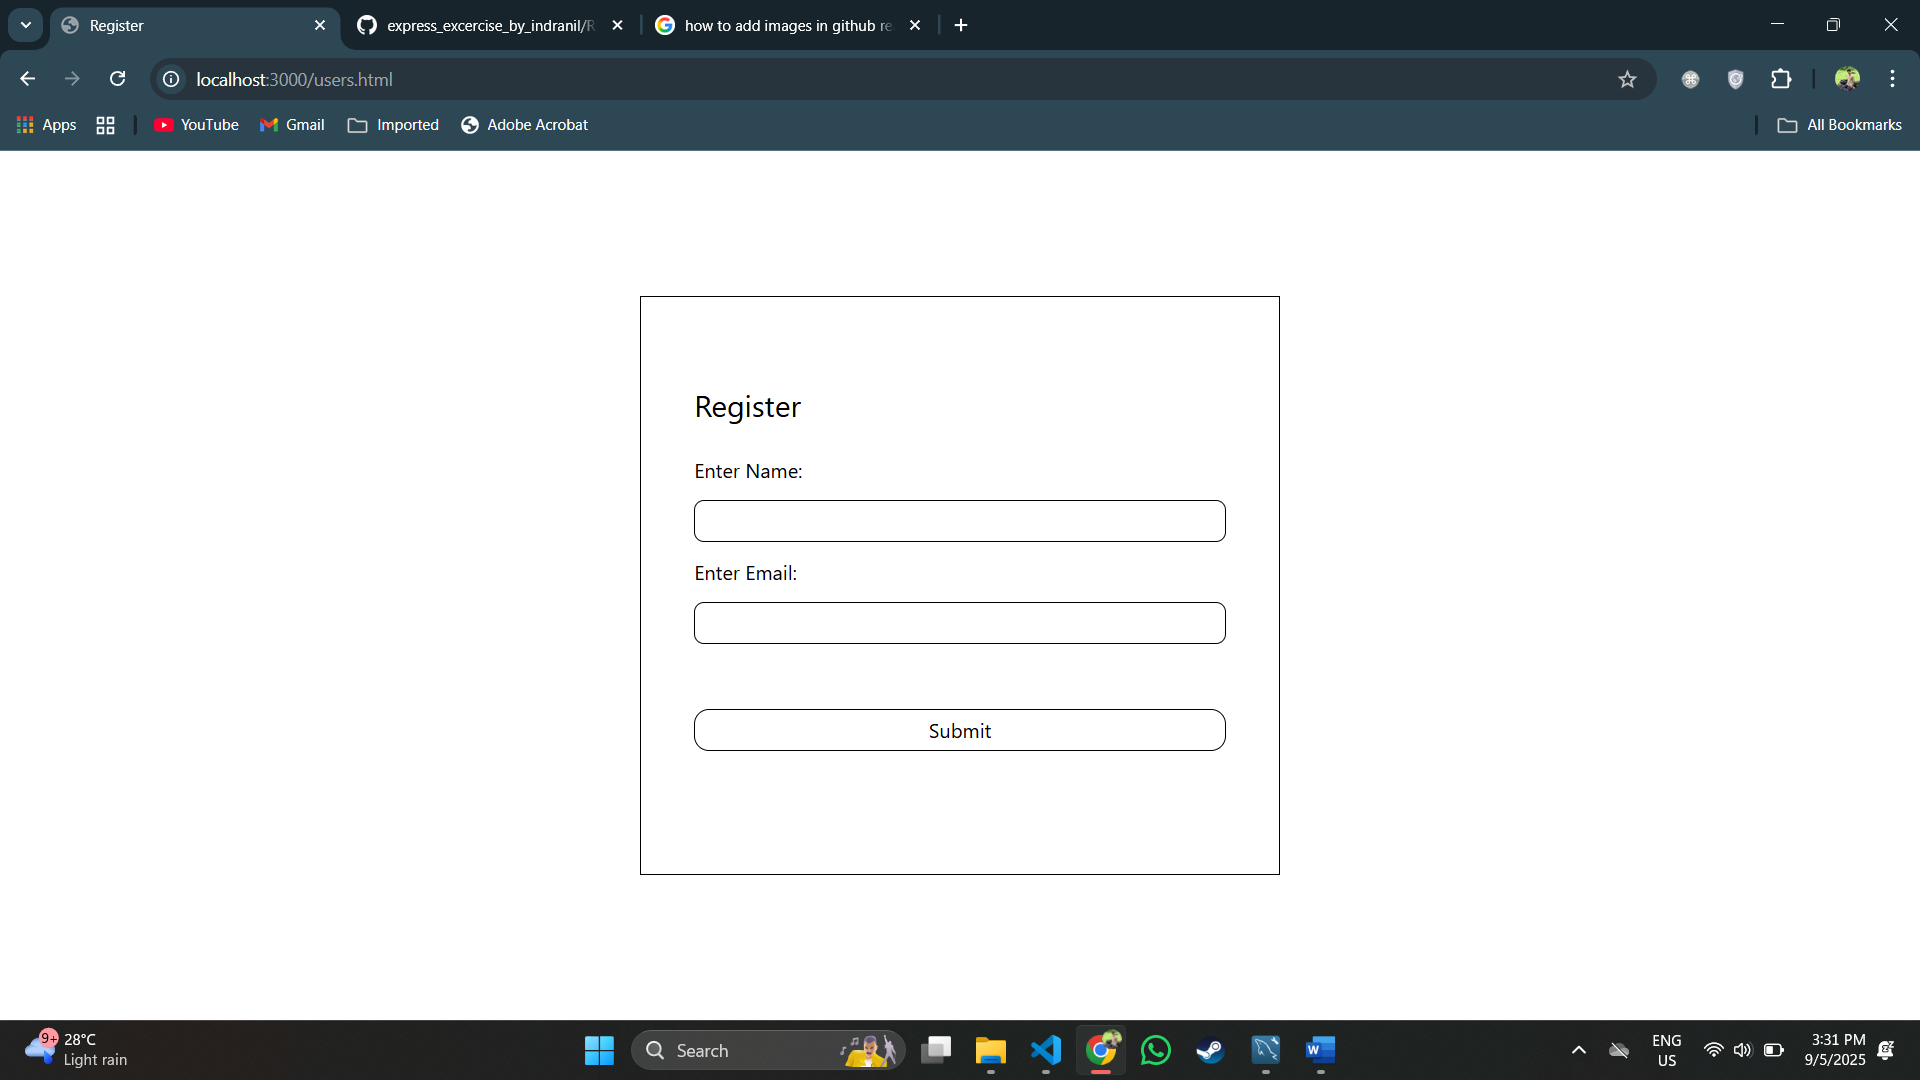 Register
express_excercise_by_indranil/R
how to add images in github re
localhost:3000/users.html
Apps
YouTube
Gmail
Imported
Adobe Acrobat
All Bookmarks
Register
Enter Name:
Enter Email:
Submit
9+
28°C
Light rain
Search
ENG
US
3:31 PM
9/5/2025